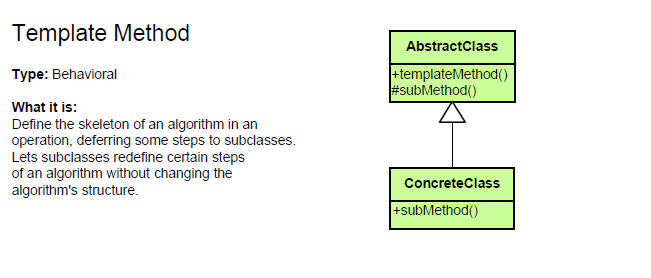 Template Method
Type: Behavioral
What it is:
Define the skeleton of an algorithm in an
operation, deferring some steps to subclasses.
Lets subclasses redefine certain steps
of an algorithm without changing the
algorithm's structure.
AbstractClass
+templateMethod()
#subMethod()
ConcreteClass
+subMethod()